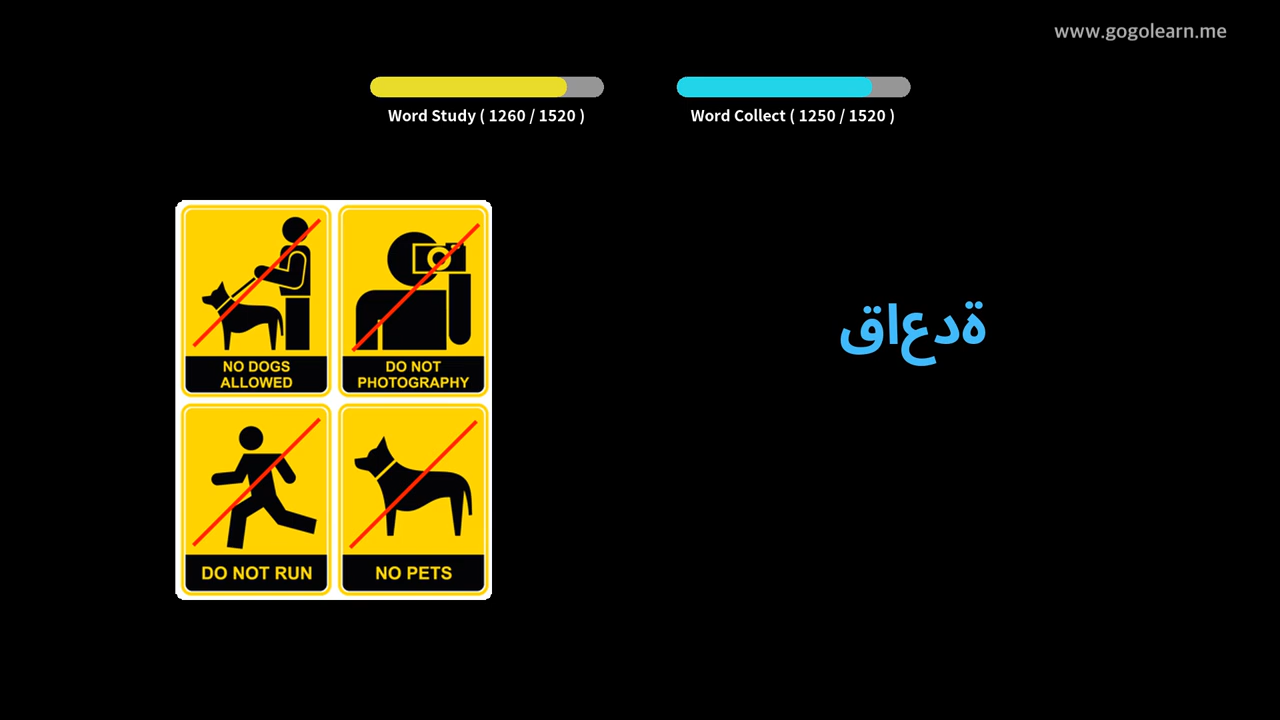 www.gogolearn.me
Word Study ( 1260 / 1520 )
Word Collect ( 1250 / 1520 )
NO DOGS
ALLOWED
DO NOT
PHOTOGRAPHY
قاعدة
DO NOT RUN
NO PETS